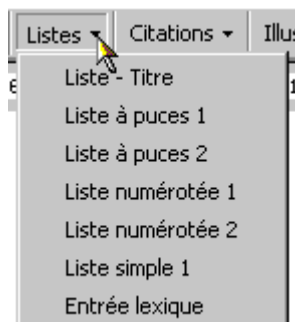 Listes Citations Illus
Liste - Titre
Liste à puces 1
Liste à puces 2
Liste numérotée 1
Liste numérotée 2
Liste simple 1
Entrée lexique